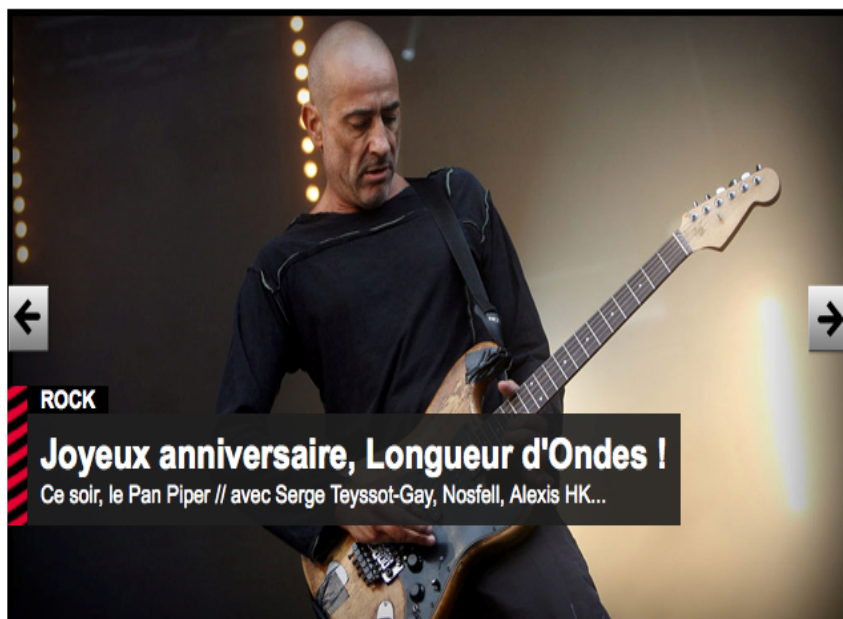 ROCK
Joyeux anniversaire, Longueur d'Ondes !
Ce soir, le Pan Piper // avec Serge Teyssot-Gay, Nosfell, Alexis HK...